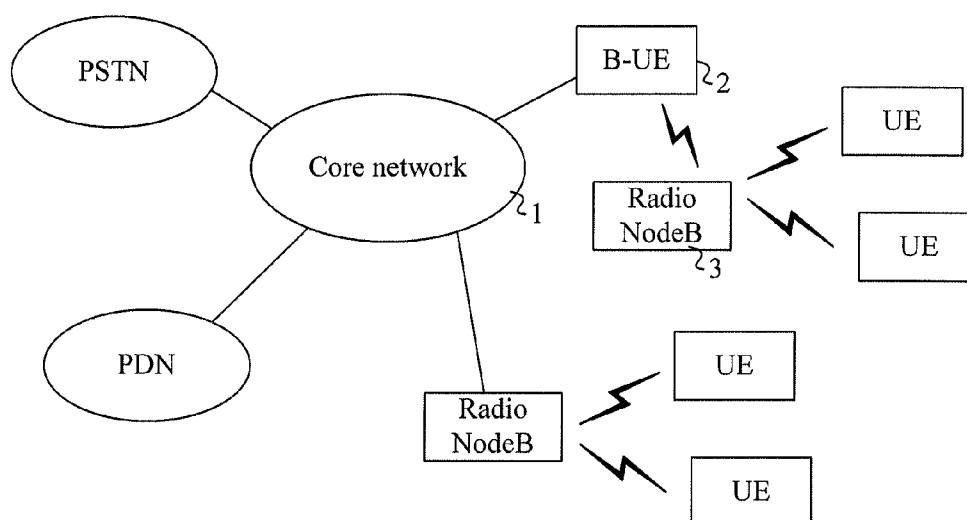 PSTN
B-UE
2
UE
Core network
1
Radio
NodeB
3
UE
PDN
UE
Radio
NodeB
UE